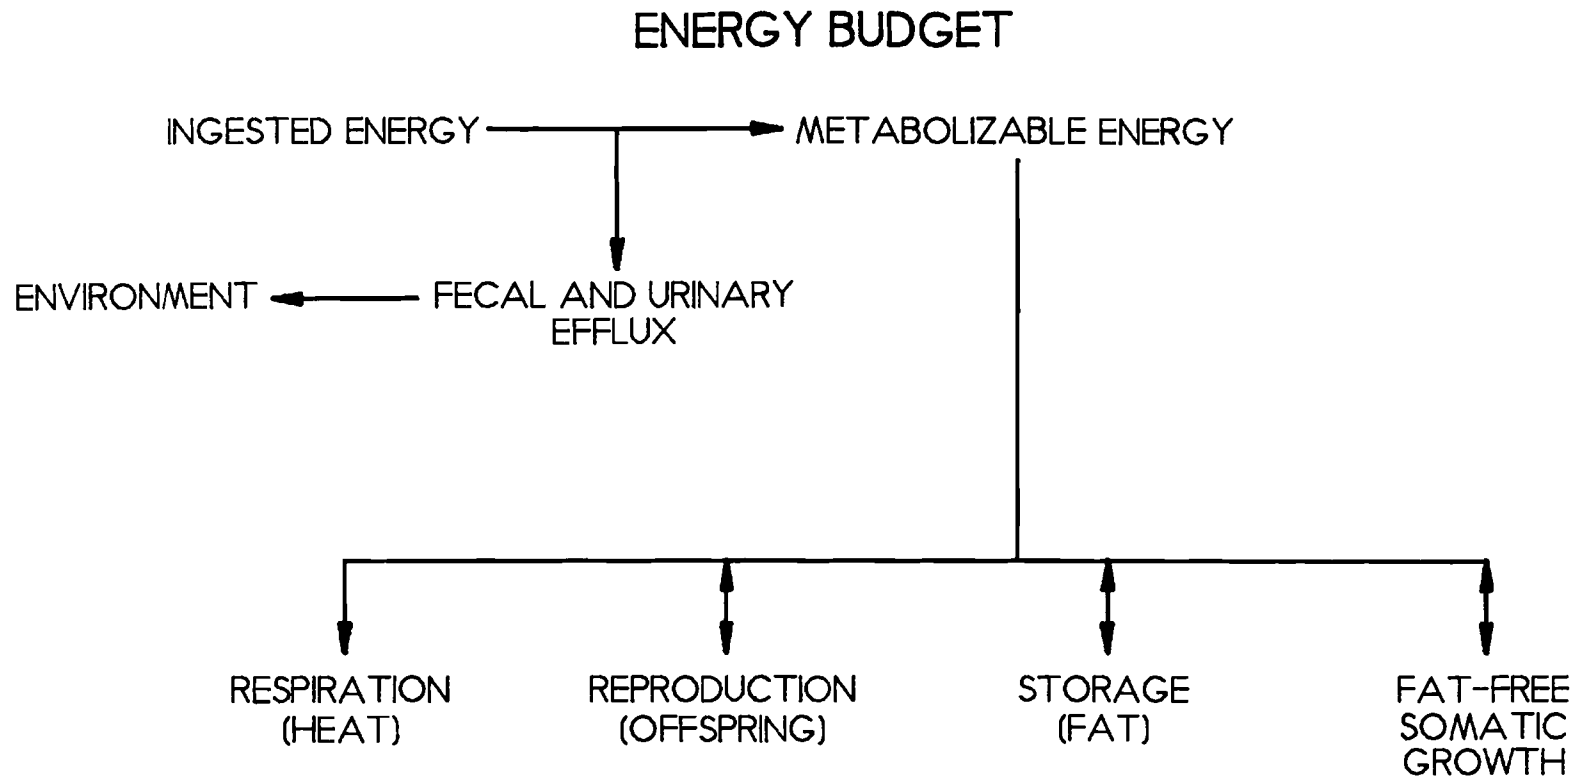 ENERGY BUDGET
INGESTED ENERGY
METABOLIZABLE ENERGY
ENVIRONMENT
FECAL AND URINARY
EFFLUX
RESPIRATION
(HEAT)
REPRODUCTION
(OFFSPRING)
STORAGE
(FAT)
FAT-FREE
SOMATIC
GROWTH